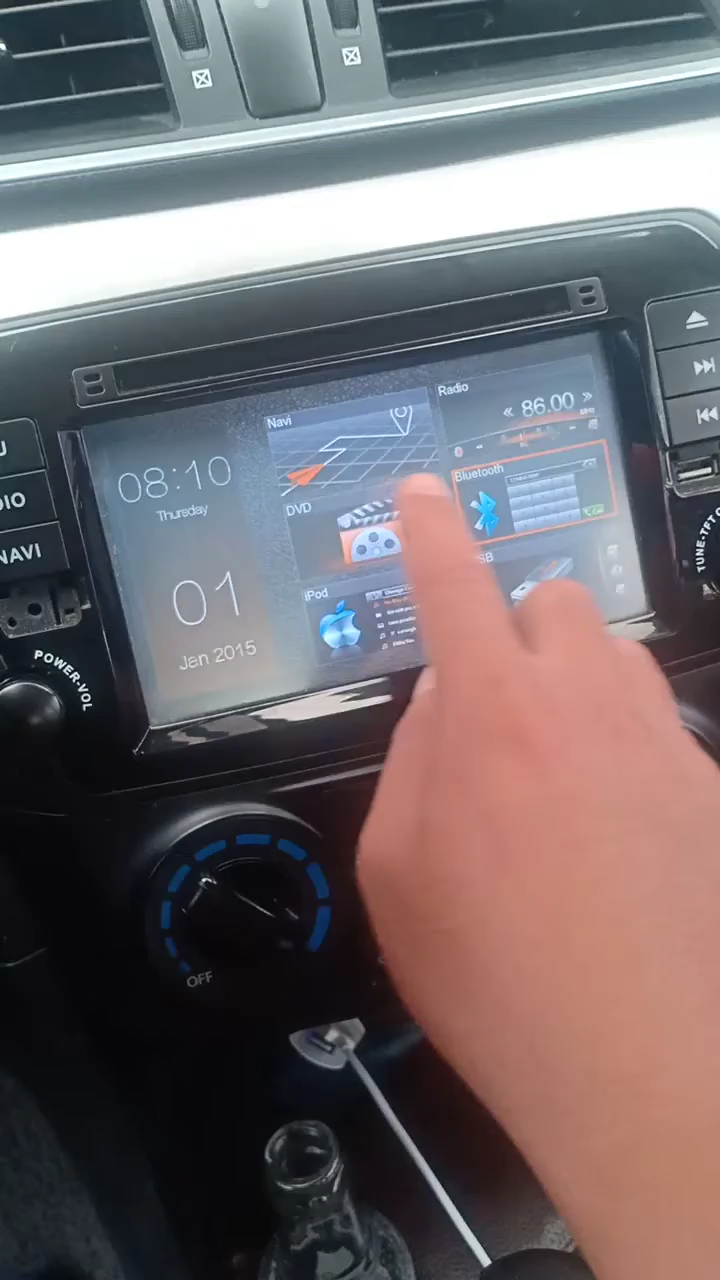 Navi
Radio
86.00
08:10
Thursday
DVD
Bluetooth
iPod
01
Jan 2015
NAVI
POWER-VOL
OFF